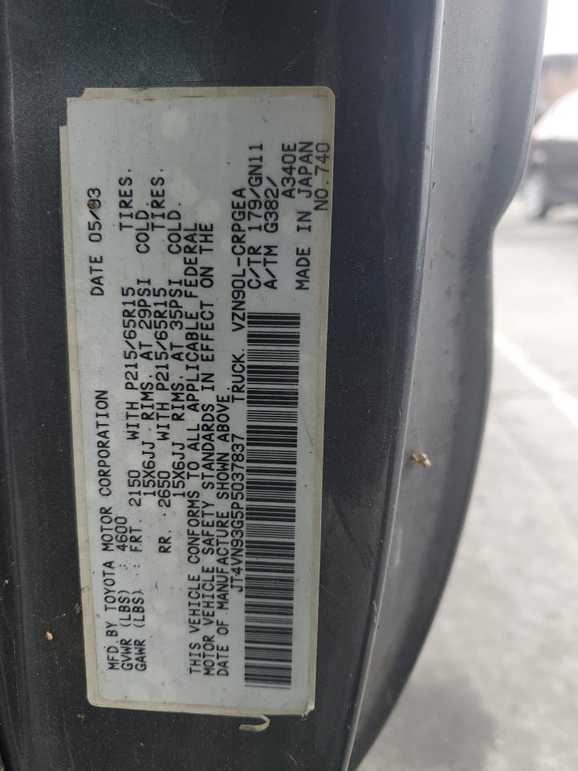 MFD. BY TOYOTA MOTOR CORPORATION DATE 05/93
GVWR (LBS) : 4600
GAWR (LBS) : FRT. 2150 WITH P215/65R15 TIRES.
15X6JJ RIMS. AT 29PSI COLD.
RR. 2650 WITH P215/65R15 TIRES.
15X6JJ RIMS. AT 35PSI COLD.
THIS VEHICLE CONFORMS TO ALL APPLICABLE FEDERAL
MOTOR VEHICLE SAFETY STANDARDS IN EFFECT ON THE
DATE OF MANUFACTURE SHOWN ABOVE.
JT4VN93G5P5037837 TRUCK. VZN90L-CRPGEA
C/TR 179/GN11
A/TM G382/ A340E
MADE IN JAPAN NO.740